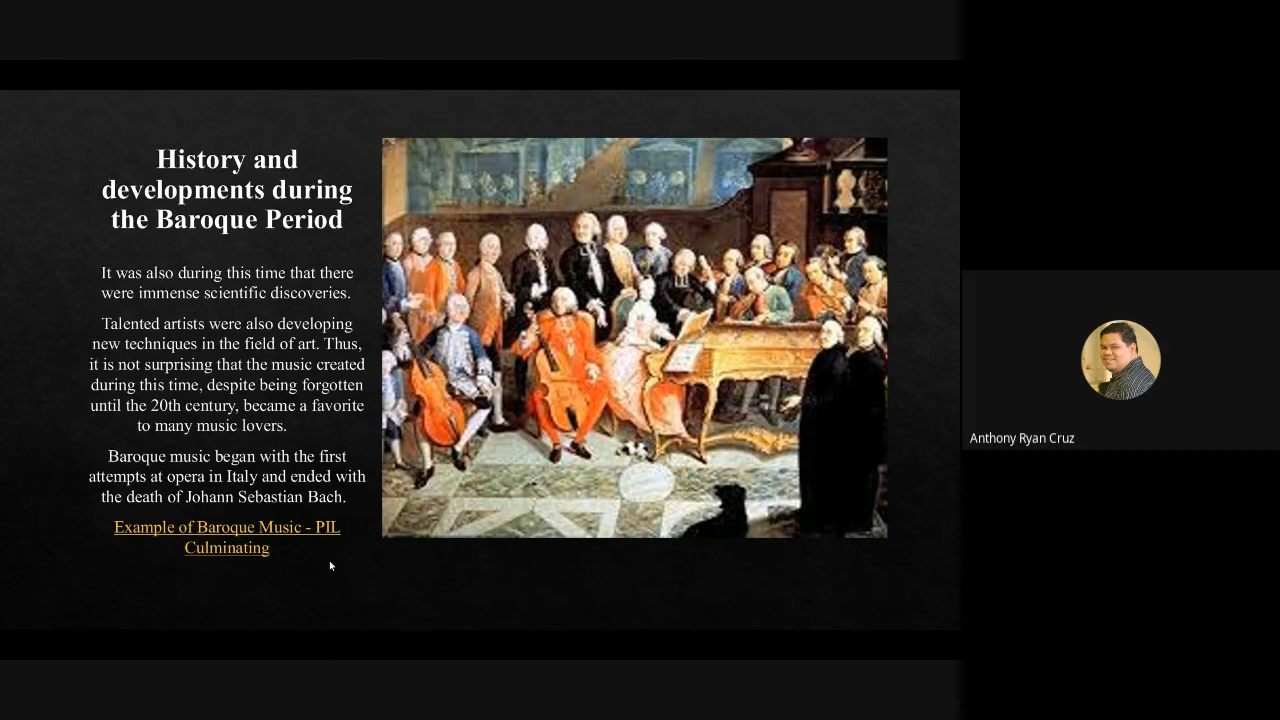 History and
developments during
the Baroque Period
It was also during this time that there
were immense scientific discoveries.
Talented artists were also developing
new techniques in the field of art. Thus,
it is not surprising that the music created
during this time, despite being forgotten
until the 20th century, became a favorite
to many music lovers.
Baroque music began with the first
attempts at opera in Italy and ended with
the death of Johann Sebastian Bach.
Example of Baroque Music - PIL
Culminating
Anthony Ryan Cruz